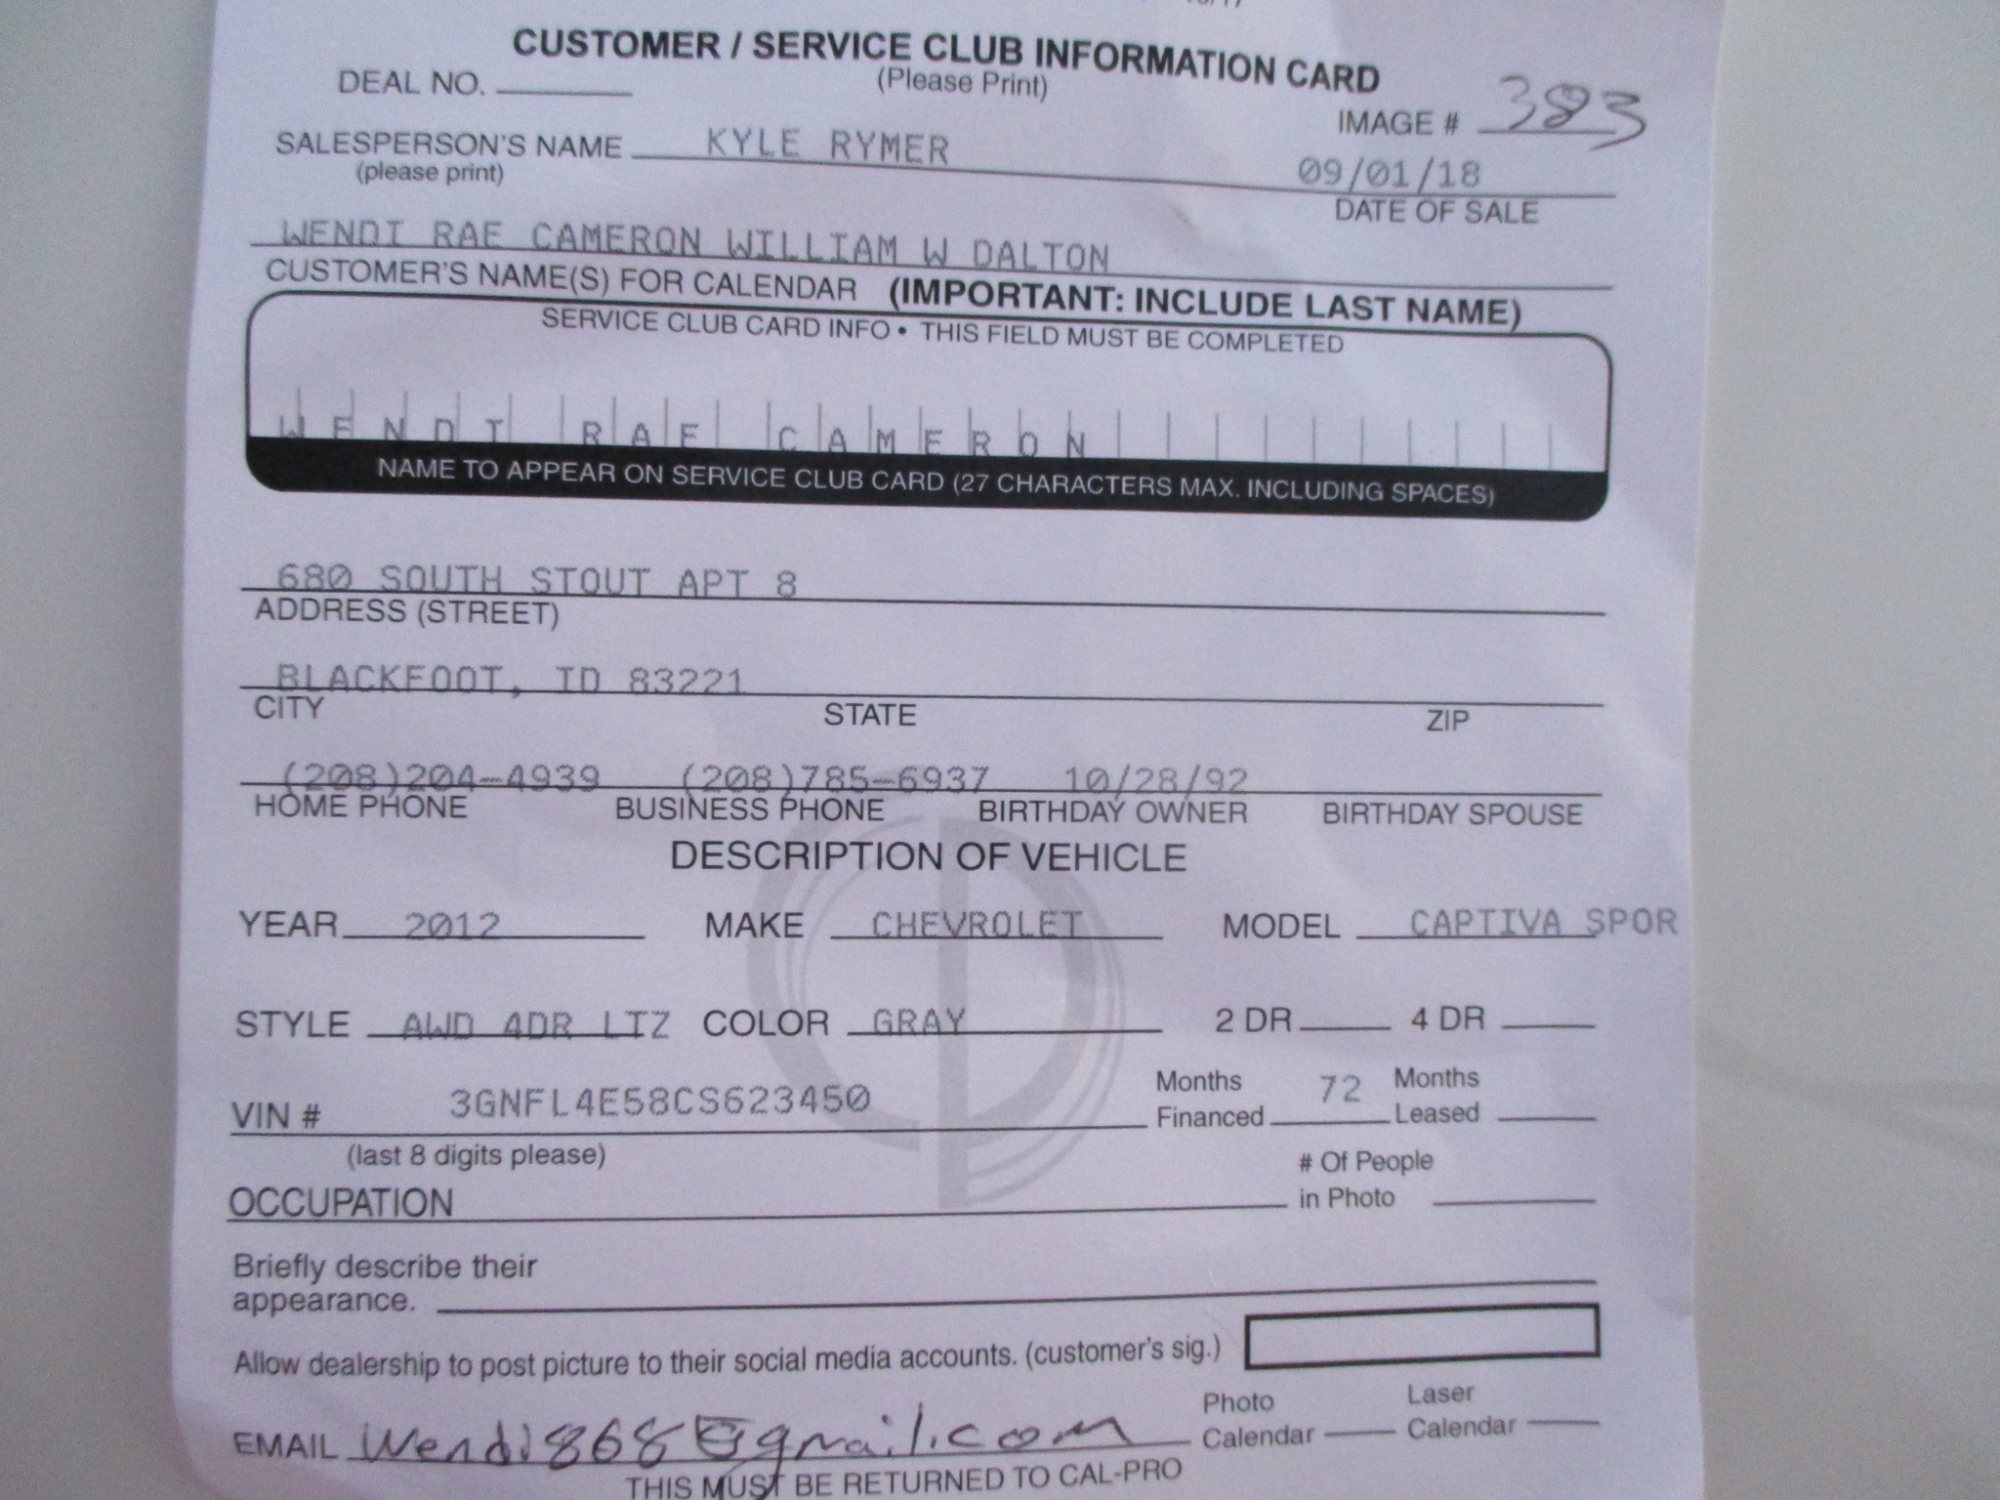 CUSTOMER / SERVICE CLUB INFORMATION CARD
DEAL NO. (Please Print)
IMAGE # 383
SALESPERSON'S NAME KYLE RYMER
(please print)
09/01/18
DATE OF SALE
WENDI RAE CAMERON WILLIAM W DALTON
CUSTOMER'S NAME(S) FOR CALENDAR (IMPORTANT: INCLUDE LAST NAME)
SERVICE CLUB CARD INFO • THIS FIELD MUST BE COMPLETED
WENDI RAE CAMERON
NAME TO APPEAR ON SERVICE CLUB CARD (27 CHARACTERS MAX. INCLUDING SPACES)
680 SOUTH STOUT APT 8
ADDRESS (STREET)
BLACKFOOT, ID 83221
CITY STATE ZIP
(208)204-4939 (208)785-6937 10/28/92
HOME PHONE BUSINESS PHONE BIRTHDAY OWNER BIRTHDAY SPOUSE
DESCRIPTION OF VEHICLE
YEAR 2012 MAKE CHEVROLET MODEL CAPTIVA SPOR
STYLE AWD 4DR LTZ COLOR GRAY 2 DR 4 DR
VIN # 3GNFL4E58CS623450 Months Financed 72 Months Leased
(last 8 digits please)
OCCUPATION # Of People in Photo
Briefly describe their
appearance.
Allow dealership to post picture to their social media accounts. (customer's sig.)
EMAIL Wendi868@gmail.com Photo Calendar Laser Calendar
THIS MUST BE RETURNED TO CAL-PRO